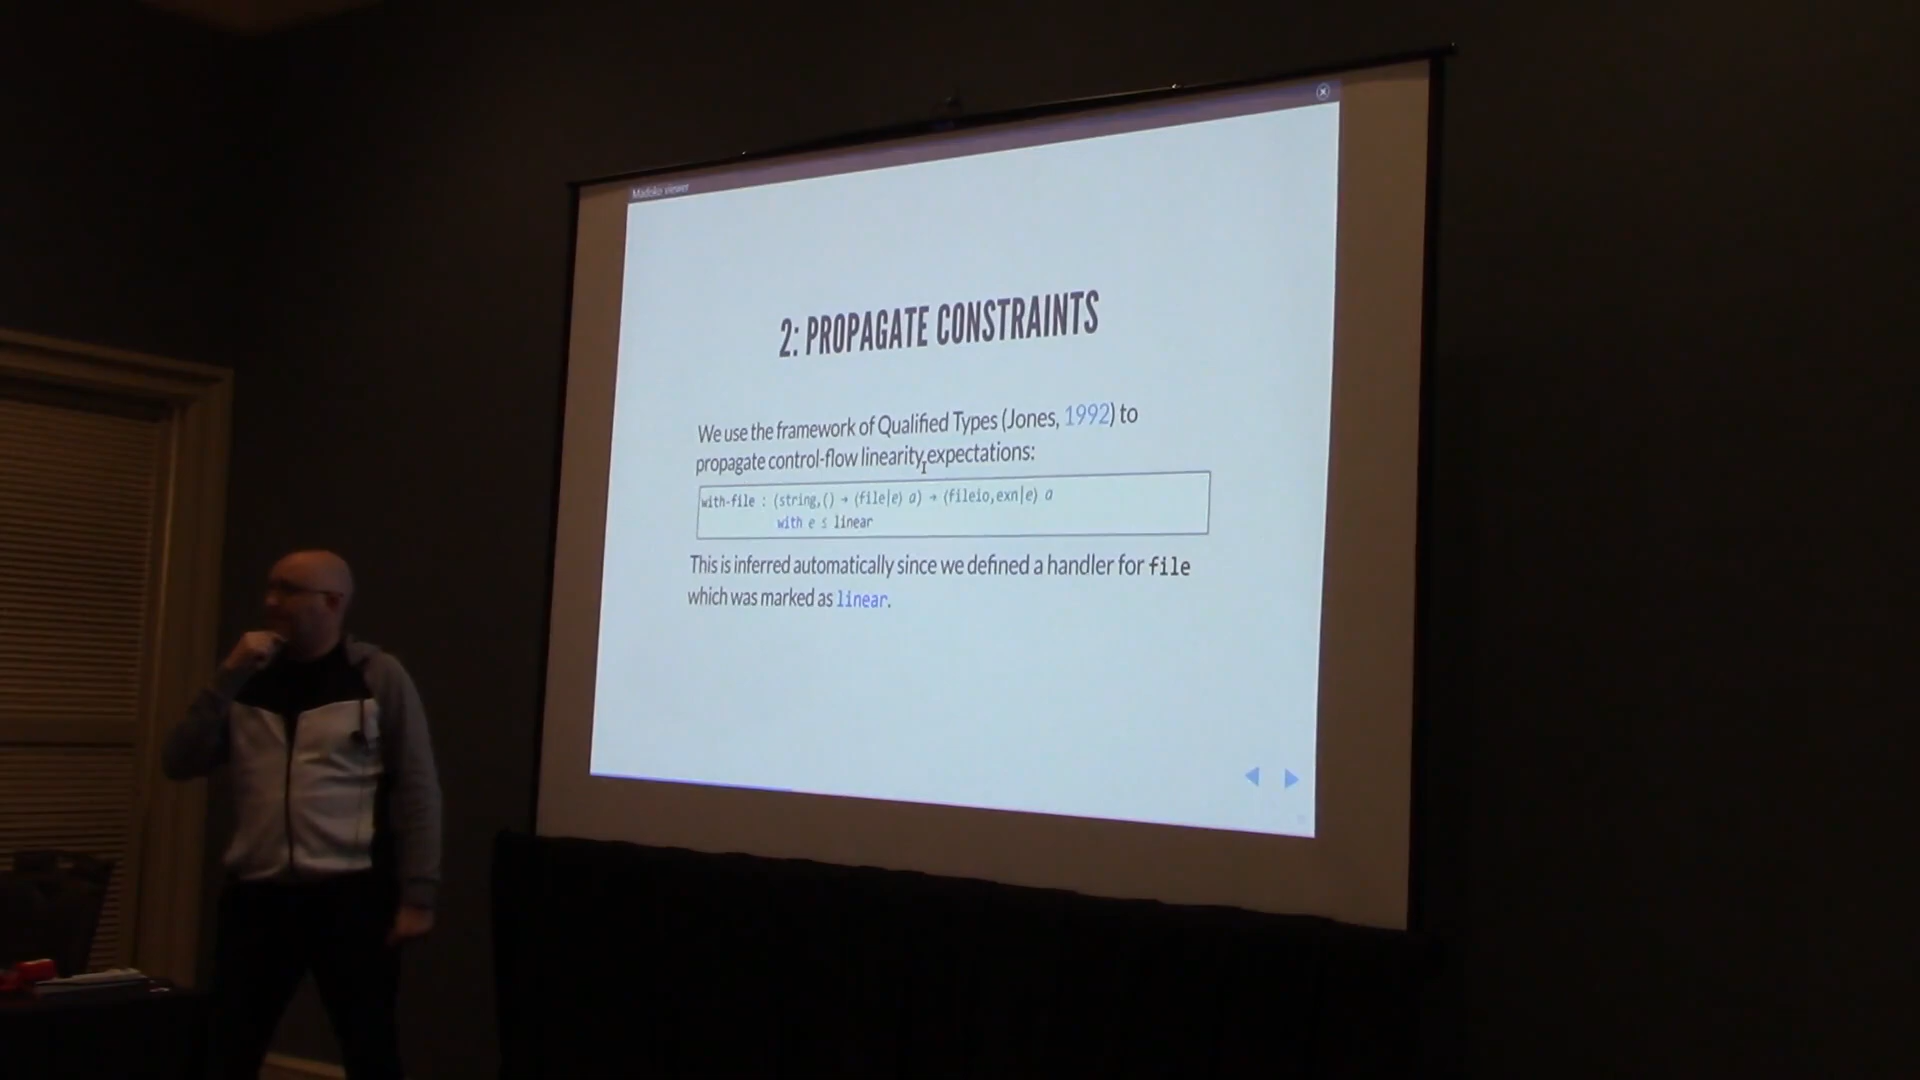 Madoko viewer
2: PROPAGATE CONSTRAINTS
We use the framework of Qualified Types (Jones, 1992) to
propagate control-flow linearity expectations:
with-file : (string,() → ⟨file|e⟩ a) → ⟨fileio,exn|e⟩ a
with e ≤ linear
This is inferred automatically since we defined a handler for file
which was marked as linear.